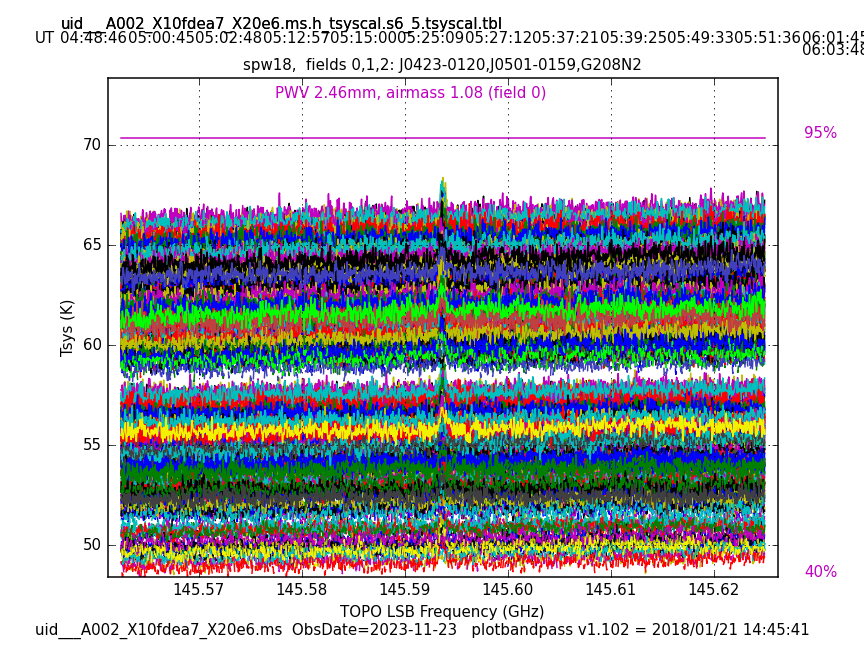 uid___A002_X10fdea7_X20e6.ms.h_tsyscal.s6_5.tsyscal.tbl
UT 04:48:46 05:00:45 05:02:48 05:12:57 05:15:00 05:25:09 05:27:12 05:37:21 05:39:25 05:49:33 05:51:36 06:01:45
06:03:48
spw18, fields 0,1,2: J0423-0120,J0501-0159,G208N2
PWV 2.46mm, airmass 1.08 (field 0)
95%
70
65
60
55
50
Tsys (K)
40%
145.57 145.58 145.59 145.60 145.61 145.62
TOPO LSB Frequency (GHz)
uid___A002_X10fdea7_X20e6.ms ObsDate=2023-11-23 plotbandpass v1.102 = 2018/01/21 14:45:41